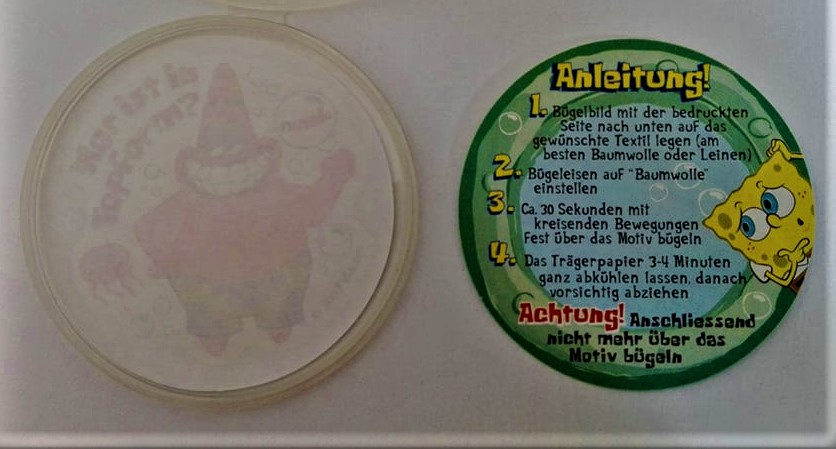 Anleitung!
1. Bügelbild mit der bedruckten
Seite nach unten auf das
gewünschte Textil legen (am
besten Baumwolle oder Leinen)
2. Bügeleisen auf "Baumwolle"
einstellen
3. Ca. 30 Sekunden mit
kreisenden Bewegungen
Fest über das Motiv bügeln
4. Das Trägerpapier 3-4 Minuten
ganz abkühlen lassen, danach
vorsichtig abziehen
Achtung! Anschliessend
nicht mehr über das
Motiv bügeln